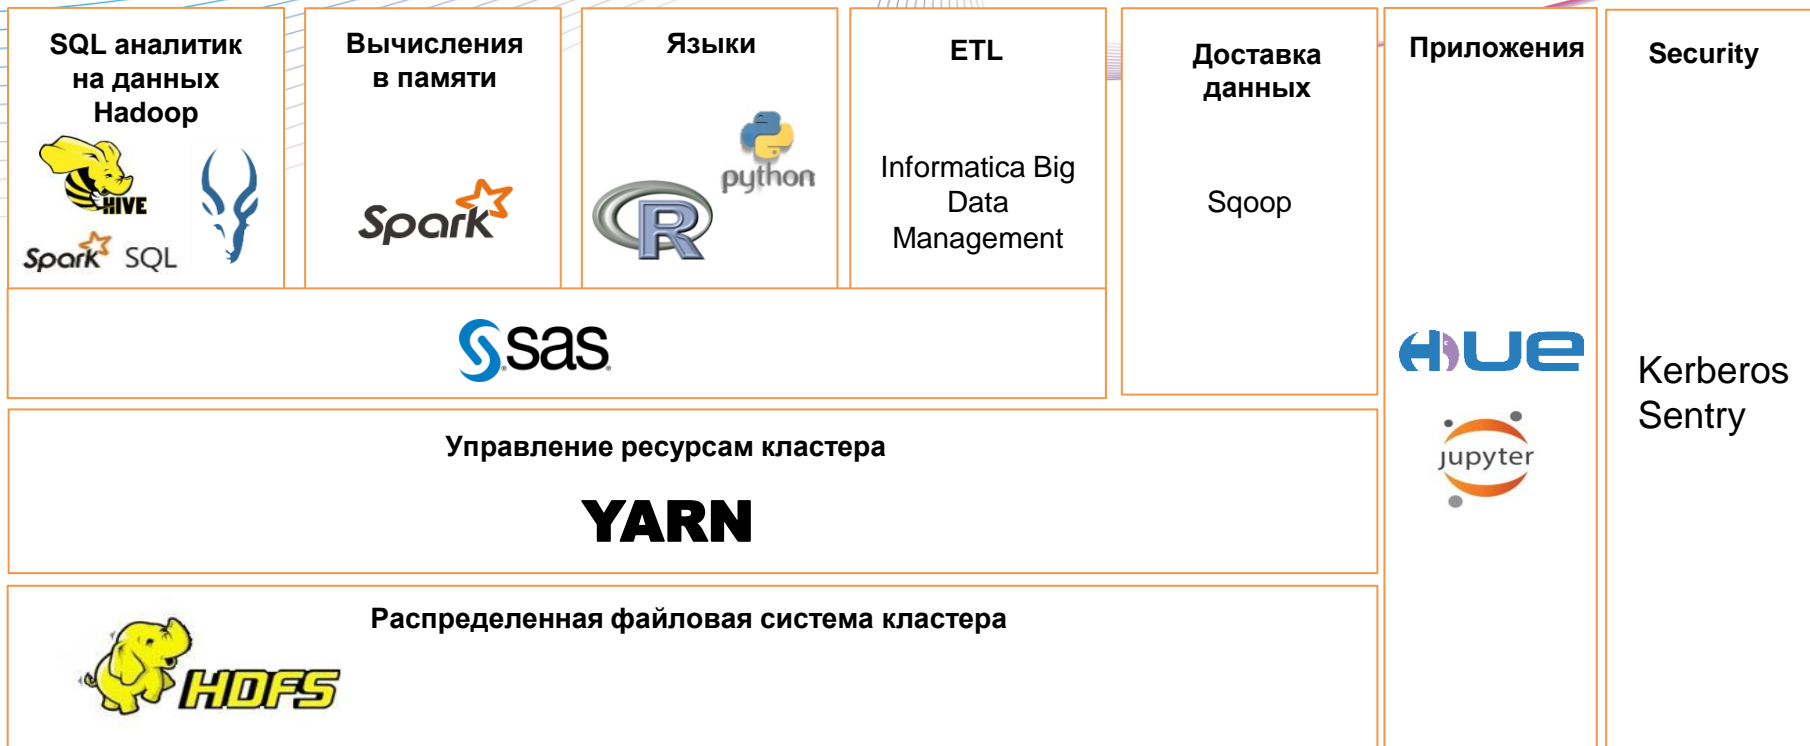 SQL аналитик
на данных
Hadoop
HIVE
Spark SQL
Вычисления
в памяти
Spark
Языки
python
R
ETL
Informatica Big
Data
Management
Доставка
данных
Sqoop
Приложения
HUE
jupyter
Security
Kerberos
Sentry
sas
Управление ресурсам кластера
YARN
Распределенная файловая система кластера
HDFS